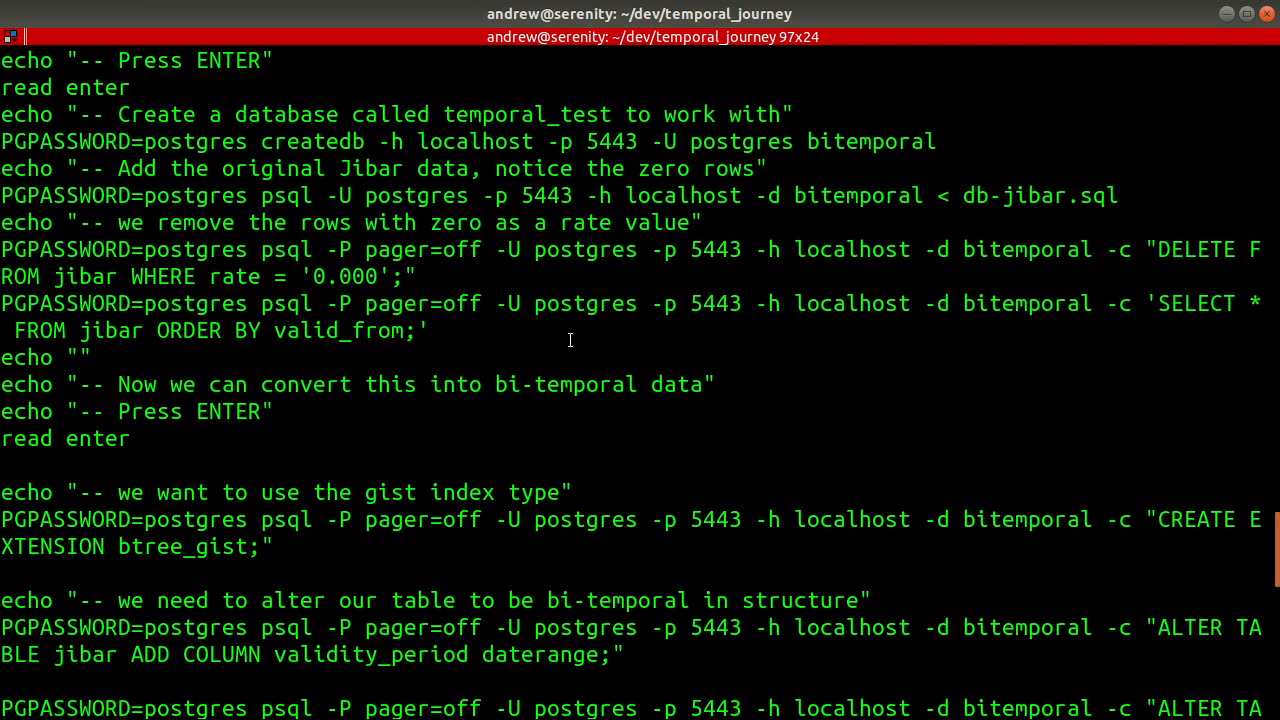 andrew@serenity: ~/dev/temporal_journey
andrew@serenity: ~/dev/temporal_journey 97x24
echo "-- Press ENTER"
read enter
echo "-- Create a database called temporal_test to work with"
PGPASSWORD=postgres createdb -h localhost -p 5443 -U postgres bitemporal
echo "-- Add the original Jibar data, notice the zero rows"
PGPASSWORD=postgres psql -U postgres -p 5443 -h localhost -d bitemporal < db-jibar.sql
echo "-- we remove the rows with zero as a rate value"
PGPASSWORD=postgres psql -P pager=off -U postgres -p 5443 -h localhost -d bitemporal -c "DELETE F
ROM jibar WHERE rate = '0.000';"
PGPASSWORD=postgres psql -P pager=off -U postgres -p 5443 -h localhost -d bitemporal -c 'SELECT *
 FROM jibar ORDER BY valid_from;'
echo ""
echo "-- Now we can convert this into bi-temporal data"
echo "-- Press ENTER"
read enter
echo "-- we want to use the gist index type"
PGPASSWORD=postgres psql -P pager=off -U postgres -p 5443 -h localhost -d bitemporal -c "CREATE E
XTENSION btree_gist;"
echo "-- we need to alter our table to be bi-temporal in structure"
PGPASSWORD=postgres psql -P pager=off -U postgres -p 5443 -h localhost -d bitemporal -c "ALTER TA
BLE jibar ADD COLUMN validity_period daterange;"
PGPASSWORD=postgres psql -P pager=off -U postgres -p 5443 -h localhost -d bitemporal -c "ALTER TA